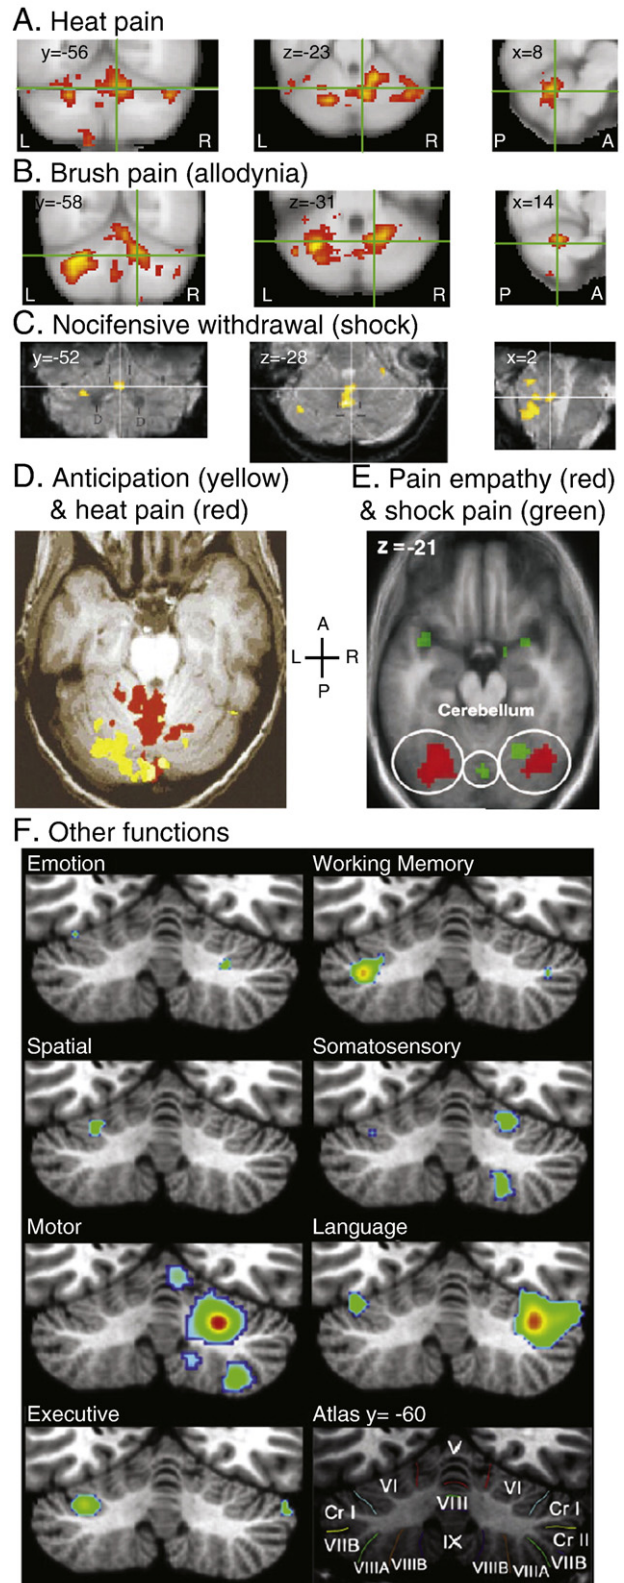 A. Heat pain
y=-56
z=-23
x=8
L
R
L
R
P
A
B. Brush pain (allodynia)
y=-58
z=-31
x=14
L
R
L
R
P
A
C. Nocifensive withdrawal (shock)
y=-52
z=-28
x=2
D
D
D. Anticipation (yellow)
& heat pain (red)
E. Pain empathy (red)
& shock pain (green)
z =-21
A
L
R
P
Cerebellum
F. Other functions
Emotion
Working Memory
Spatial
Somatosensory
Motor
Language
Executive
Atlas y= -60
V
VI
VI
VIII
Cr I
Cr I
VIIB
IX
Cr II
VIIB
VIIIA
VIIIB
VIIIB
VIIIA